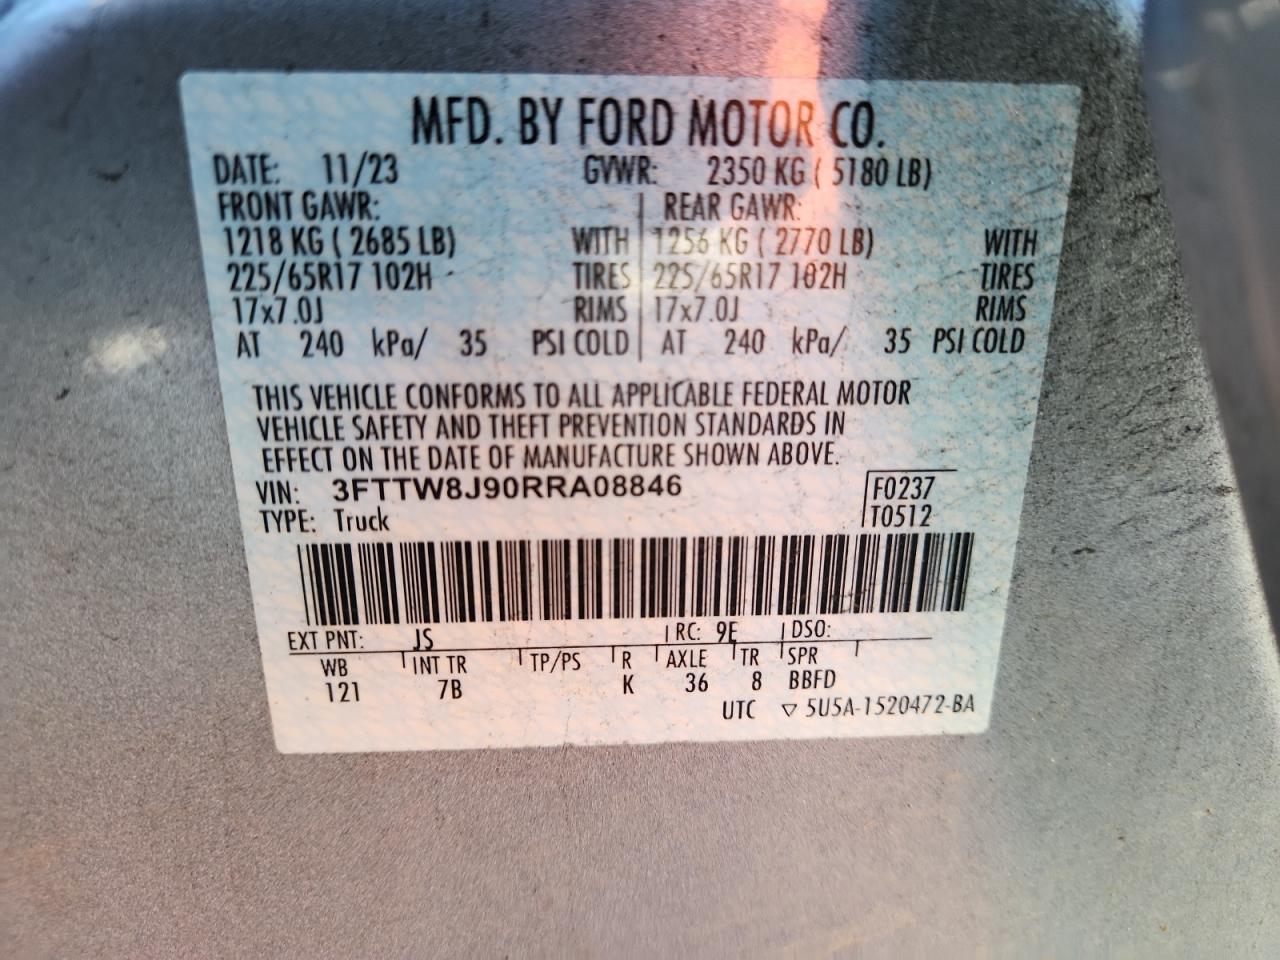 MFD. BY FORD MOTOR CO.
DATE: 11/23 GVWR: 2350 KG ( 5180 LB)
FRONT GAWR: REAR GAWR:
1218 KG ( 2685 LB) WITH 1256 KG ( 2770 LB) WITH
225/65R17 102H TIRES 225/65R17 102H TIRES
17x7.0J RIMS 17x7.0J RIMS
AT 240 kPa/ 35 PSI COLD AT 240 kPa/ 35 PSI COLD
THIS VEHICLE CONFORMS TO ALL APPLICABLE FEDERAL MOTOR
VEHICLE SAFETY AND THEFT PREVENTION STANDARDS IN
EFFECT ON THE DATE OF MANUFACTURE SHOWN ABOVE.
VIN: 3FTTW8J90RRA08846 F0237
TYPE: Truck T0512
EXT PNT: JS RC: 9E DSO:
WB INT TR TP/PS R AXLE TR SPR
121 7B K 36 8 BBFD
UTC ▽ 5U5A-1520472-BA